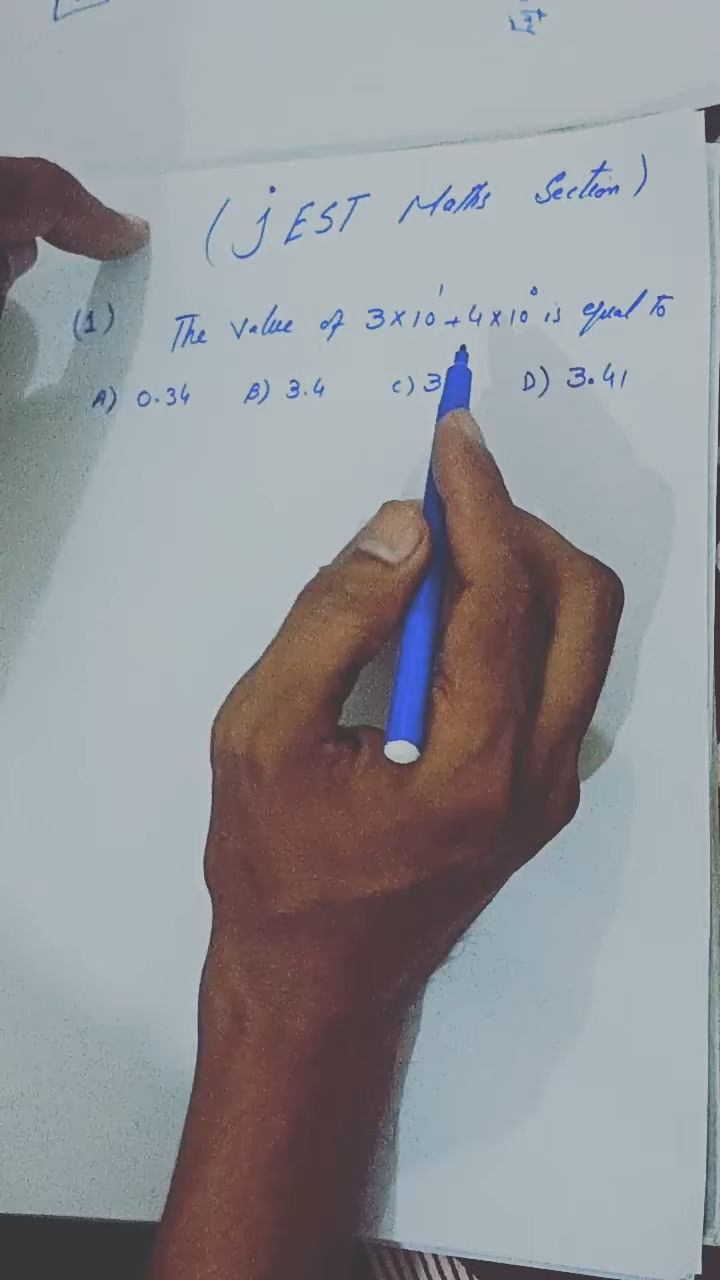 (jEST Maths Section)
(1) The value of 3×10¹+4×10⁰ is equal to
A) 0.34 B) 3.4 C) 3 D) 3.41